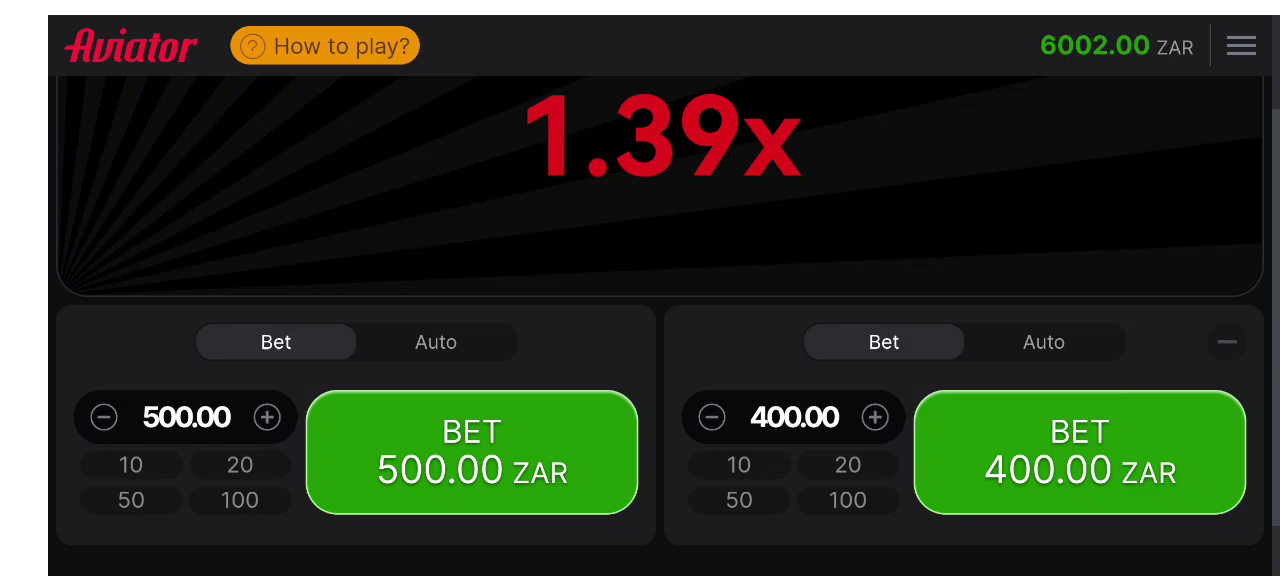 Aviator
? How to play?
6002.00 ZAR
1.39x
Bet Auto
500.00
BET
500.00 ZAR
10 20
50 100
Bet Auto
400.00
BET
400.00 ZAR
10 20
50 100